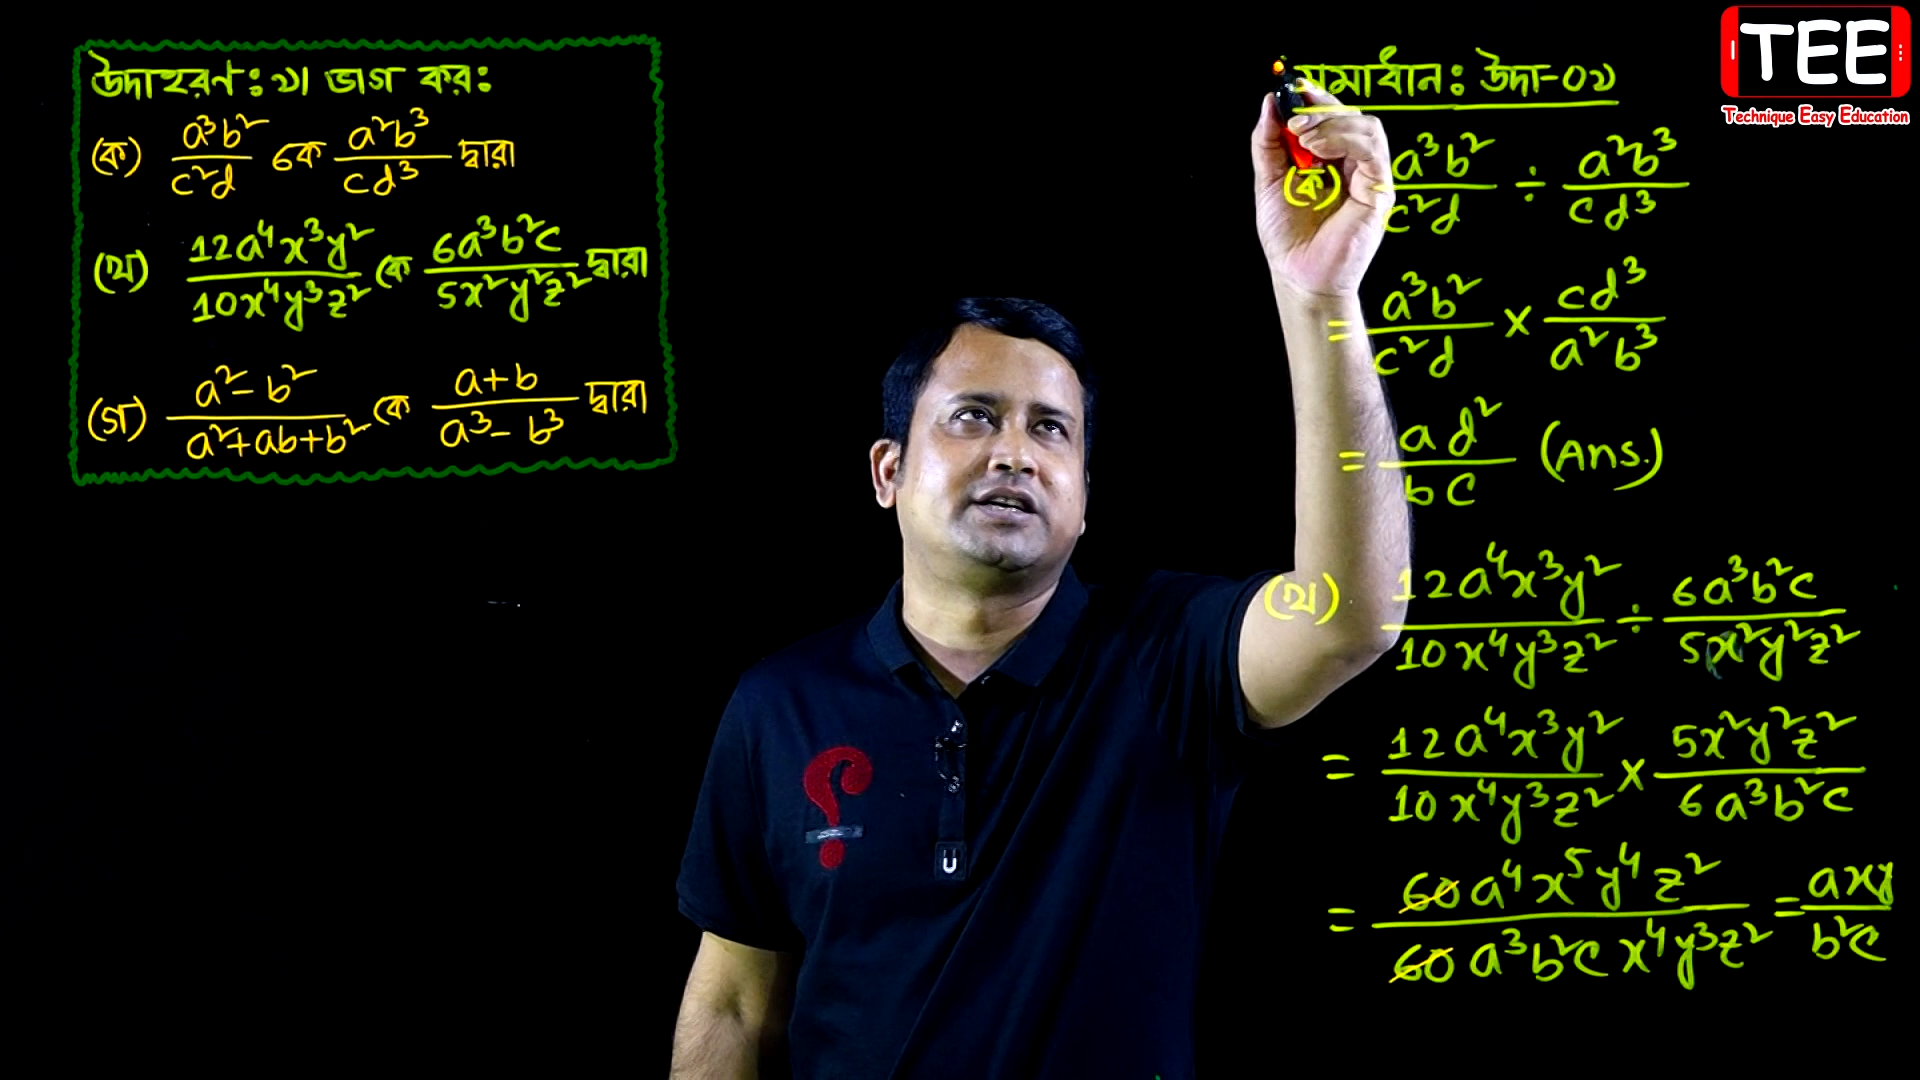 উদাহরণ: ১। ভাগ কর:
(ক) a³b²/c²d কে a²b³/cd³ দ্বারা
(খ) 12a⁴x³y²/10x⁴y³z² কে 6a³b²c/5x²y²z² দ্বারা
(গ) a²-b²/a²+ab+b² কে a+b/a³-b³ দ্বারা
সমাধান: উদা-০১
(ক) a³b²/c²d ÷ a²b³/cd³
= a³b²/c²d × cd³/a²b³
= ad²/bc (Ans.)
(খ) 12a⁴x³y²/10x⁴y³z² ÷ 6a³b²c/5x²y²z²
= 12a⁴x³y²/10x⁴y³z² × 5x²y²z²/6a³b²c
= 60a⁴x⁵y⁴z²/60a³b²cx⁴y³z² = axy/b²c
TEE
Technique Easy Education
U